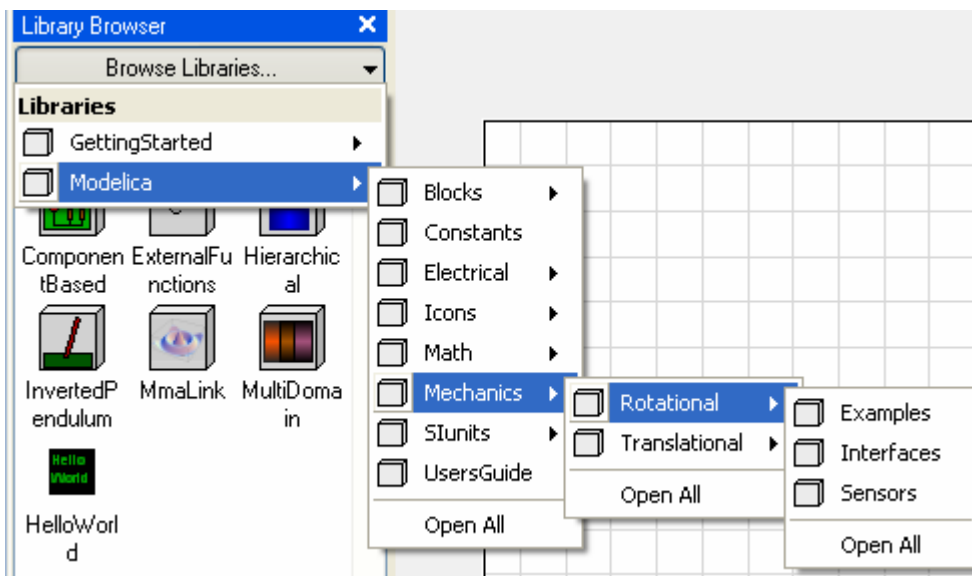 Library Browser
Browse Libraries...
Libraries
GettingStarted
Modelica
Blocks
Constants
Electrical
Icons
Math
Mechanics
SIunits
UsersGuide
Open All
Rotational
Translational
Open All
Examples
Interfaces
Sensors
Open All
Componen ExternalFu Hierarchic
tBased nctions al
InvertedP MmaLink MultiDoma
endulum in
Hello
World
HelloWorl
d